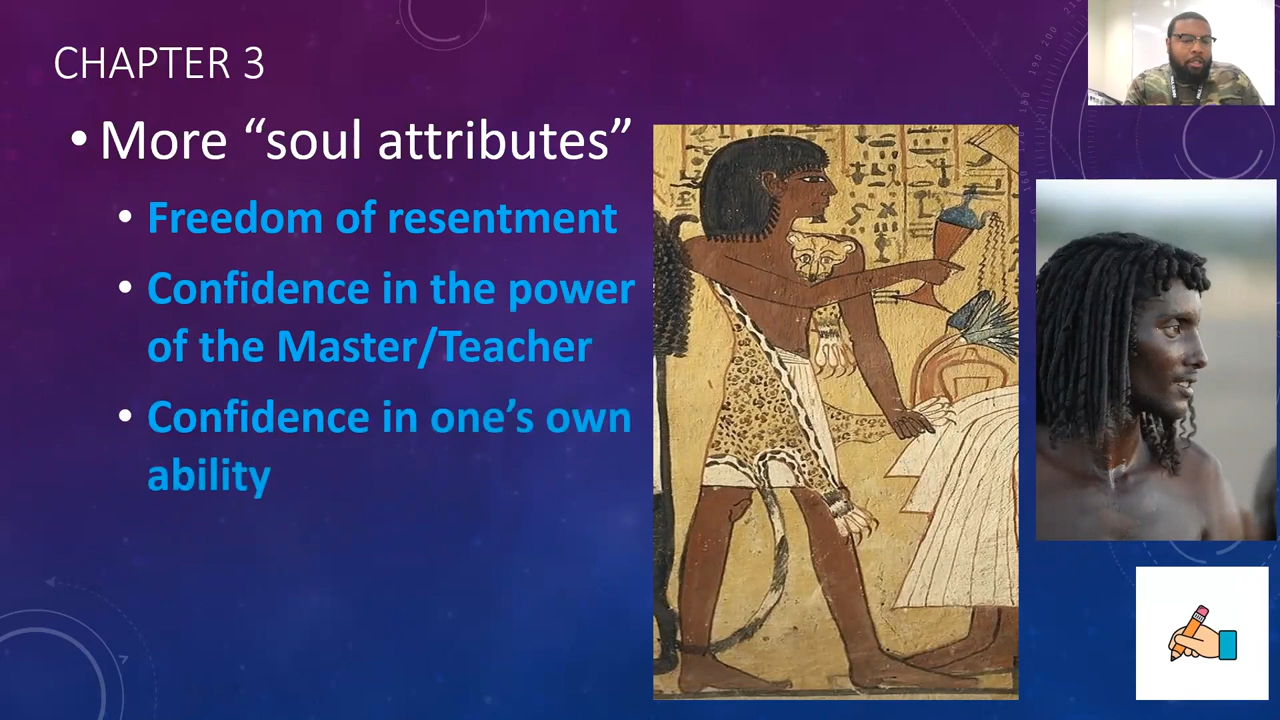 CHAPTER 3
• More “soul attributes”
• Freedom of resentment
• Confidence in the power
of the Master/Teacher
• Confidence in one’s own
ability